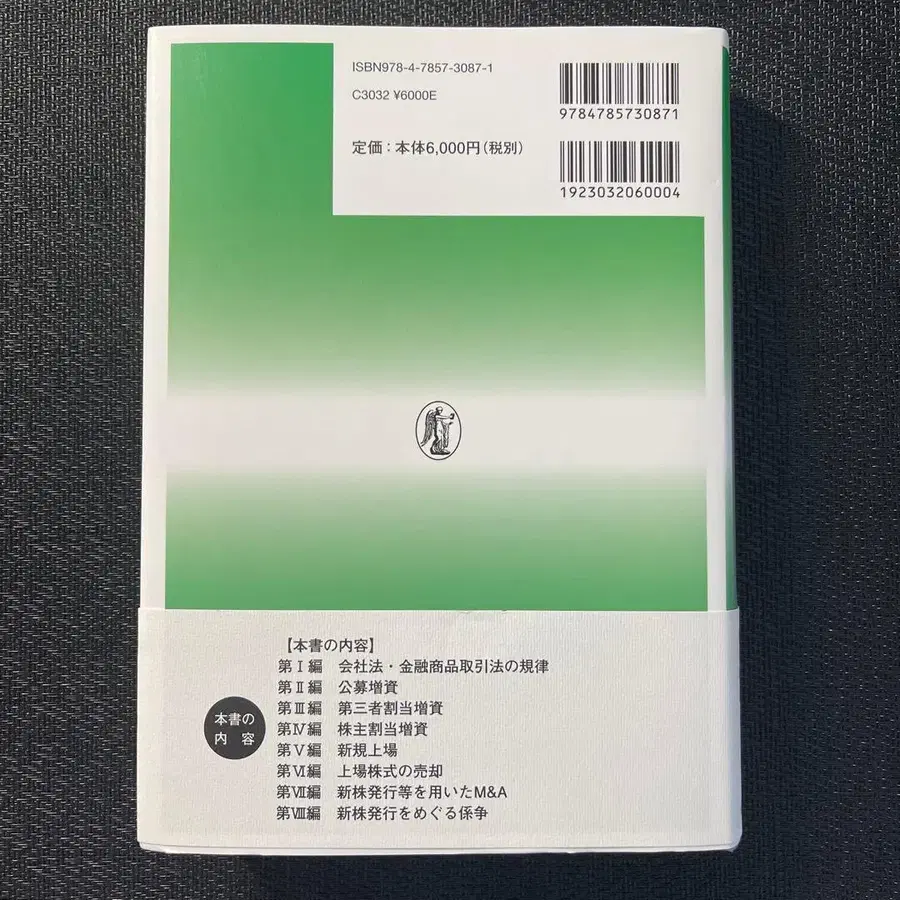 ISBN978-4-7857-3087-1
C3032 ¥6000E
定価：本体6,000円（税別）
9784785730871
1923032060004
本書の
内　容
【本書の内容】
第Ⅰ編　会社法・金融商品取引法の規律
第Ⅱ編　公募増資
第Ⅲ編　第三者割当増資
第Ⅳ編　株主割当増資
第Ⅴ編　新規上場
第Ⅵ編　上場株式の売却
第Ⅶ編　新株発行等を用いたM&A
第Ⅷ編　新株発行をめぐる係争